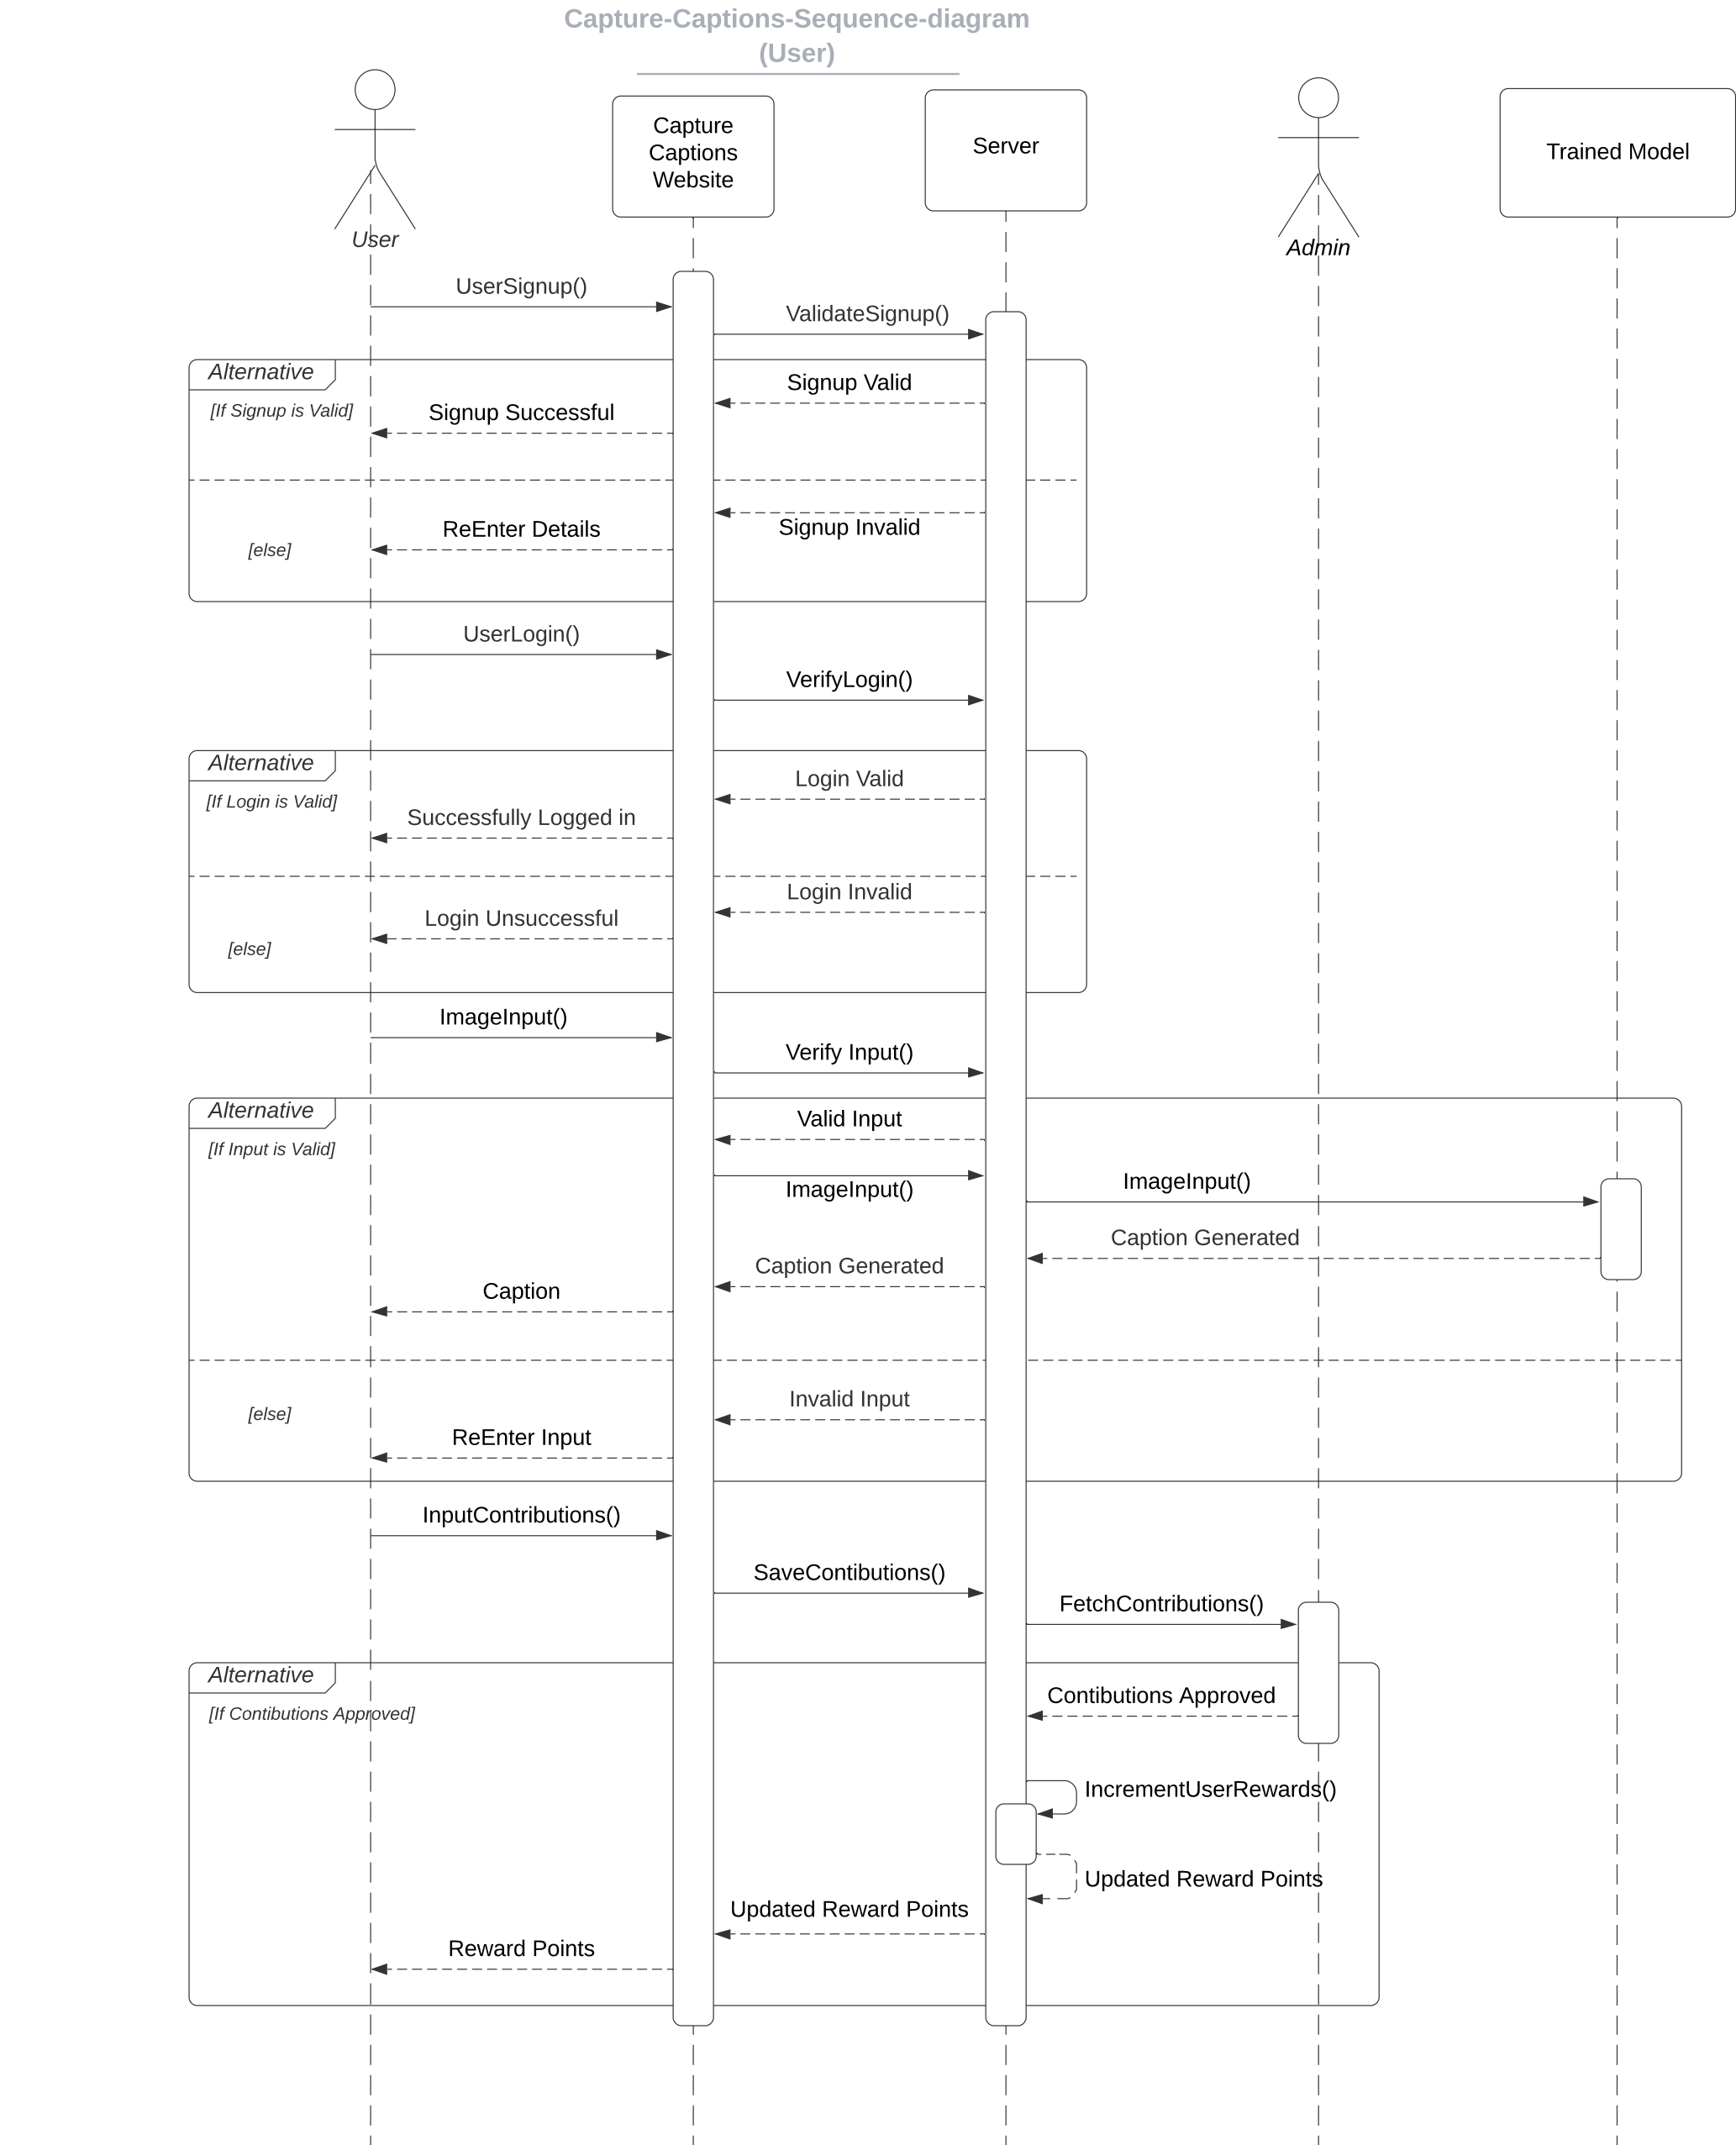 Capture-Captions-Sequence-diagram
(User)
Capture
Captions
Website
Server
Trained Model
User
Admin
UserSignup()
ValidateSignup()
Alternative
Signup Valid
[If Signup is Valid]
Signup Successful
Signup Invalid
ReEnter Details
[else]
UserLogin()
VerifyLogin()
Alternative
Login Valid
[If Login is Valid]
Successfully Logged in
Login Invalid
Login Unsuccessful
[else]
ImageInput()
Verify Input()
Alternative
Valid Input
[If Input is Valid]
ImageInput()
ImageInput()
Caption Generated
Caption Generated
Caption
Invalid Input
[else]
ReEnter Input
InputContributions()
SaveContibutions()
FetchContributions()
Alternative
Contibutions Approved
[If Contibutions Approved]
IncrementUserRewards()
Updated Reward Points
Updated Reward Points
Reward Points